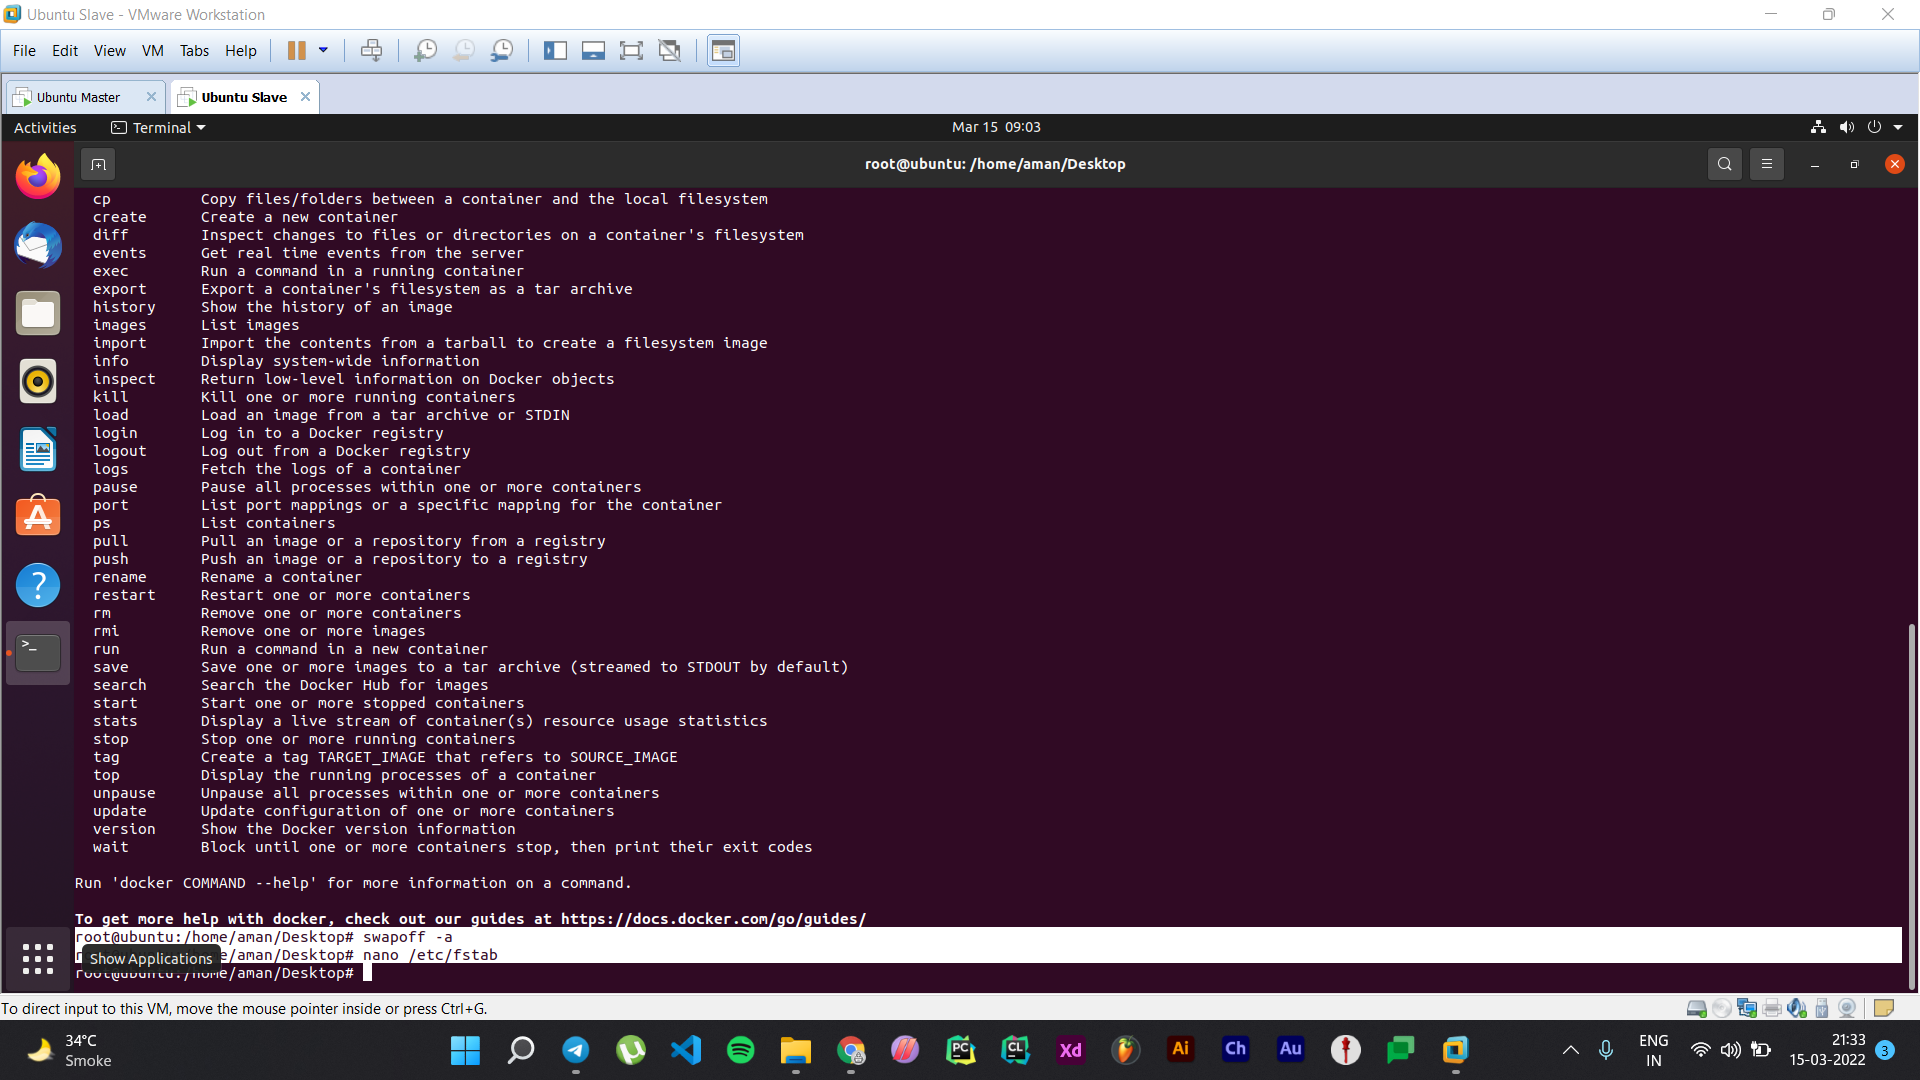 Ubuntu Slave - VMware Workstation
File Edit View VM Tabs Help
Ubuntu Master
Ubuntu Slave
Activities Terminal Mar 15 09:03
root@ubuntu: /home/aman/Desktop
cp Copy files/folders between a container and the local filesystem
create Create a new container
diff Inspect changes to files or directories on a container's filesystem
events Get real time events from the server
exec Run a command in a running container
export Export a container's filesystem as a tar archive
history Show the history of an image
images List images
import Import the contents from a tarball to create a filesystem image
info Display system-wide information
inspect Return low-level information on Docker objects
kill Kill one or more running containers
load Load an image from a tar archive or STDIN
login Log in to a Docker registry
logout Log out from a Docker registry
logs Fetch the logs of a container
pause Pause all processes within one or more containers
port List port mappings or a specific mapping for the container
ps List containers
pull Pull an image or a repository from a registry
push Push an image or a repository to a registry
rename Rename a container
restart Restart one or more containers
rm Remove one or more containers
rmi Remove one or more images
run Run a command in a new container
save Save one or more images to a tar archive (streamed to STDOUT by default)
search Search the Docker Hub for images
start Start one or more stopped containers
stats Display a live stream of container(s) resource usage statistics
stop Stop one or more running containers
tag Create a tag TARGET_IMAGE that refers to SOURCE_IMAGE
top Display the running processes of a container
unpause Unpause all processes within one or more containers
update Update configuration of one or more containers
version Show the Docker version information
wait Block until one or more containers stop, then print their exit codes
Run 'docker COMMAND --help' for more information on a command.
To get more help with docker, check out our guides at https://docs.docker.com/go/guides/
root@ubuntu:/home/aman/Desktop# swapoff -a
/aman/Desktop# nano /etc/fstab
root@ubuntu:/home/aman/Desktop#
Show Applications
To direct input to this VM, move the mouse pointer inside or press Ctrl+G.
34°C
Smoke
PC
CL
Xd
Ai
Ch
Au
ENG
IN
21:33
15-03-2022
3